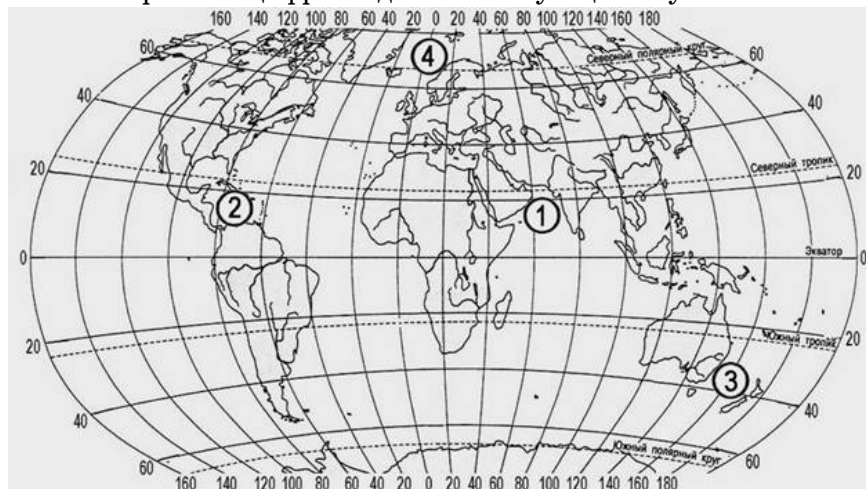 160 140 120 100 80 60 40 20 0 20 40 60 80 100 120 140 160 180
60 4 Северный полярный круг 60
40 40
20 Северный тропик 20
2 1
0 Экватор 0
20 Южный тропик 20
3
40 40
60 Южный полярный круг 60
160 140 120 100 80 60 40 20 0 20 40 60 80 100 120 140 160 180